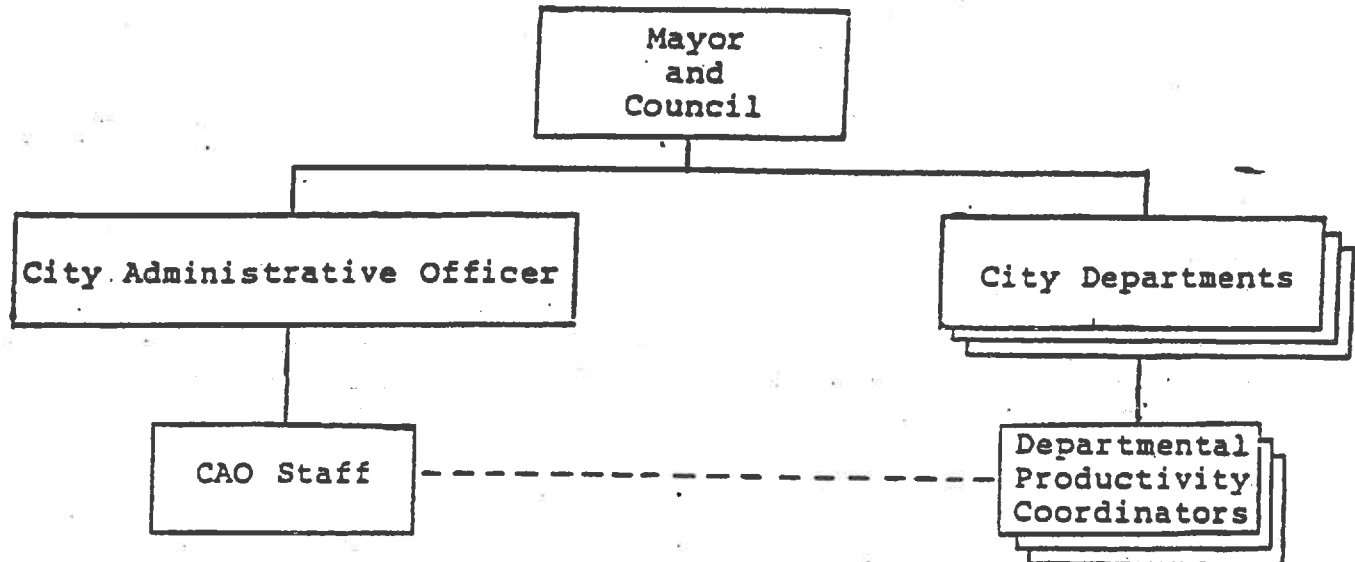 Mayor
and
Council
City Administrative Officer
City Departments
CAO Staff
Departmental
Productivity
Coordinators